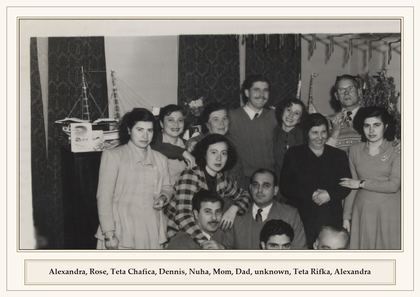 Alexandra, Rose, Teta Chafica, Dennis, Nuha, Mom, Dad, unknown, Teta Rifka, Alexandra